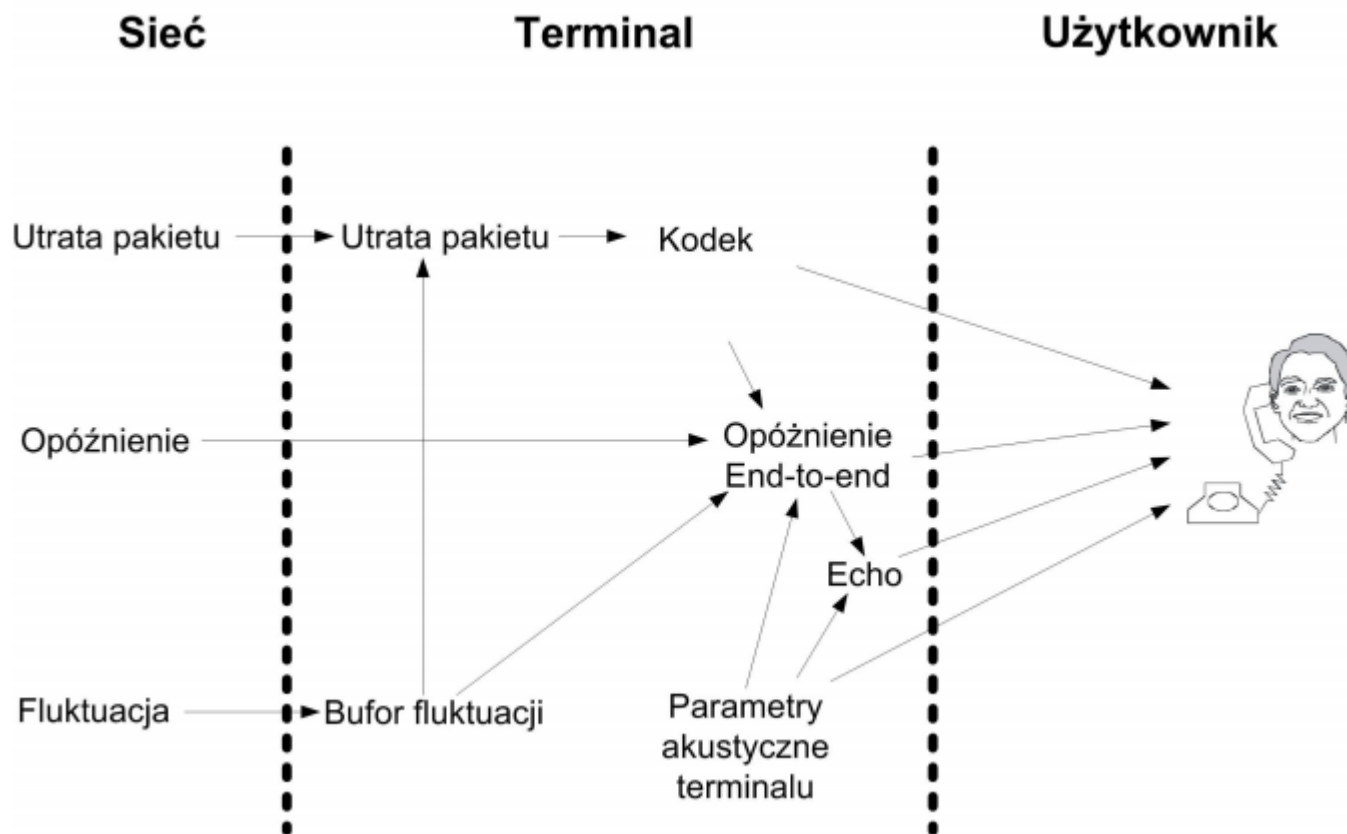 Sieć
Terminal
Użytkownik
Utrata pakietu
Utrata pakietu
Kodek
Opóźnienie
Opóżnienie
End-to-end
Echo
Fluktuacja
Bufor fluktuacji
Parametry
akustyczne
terminalu